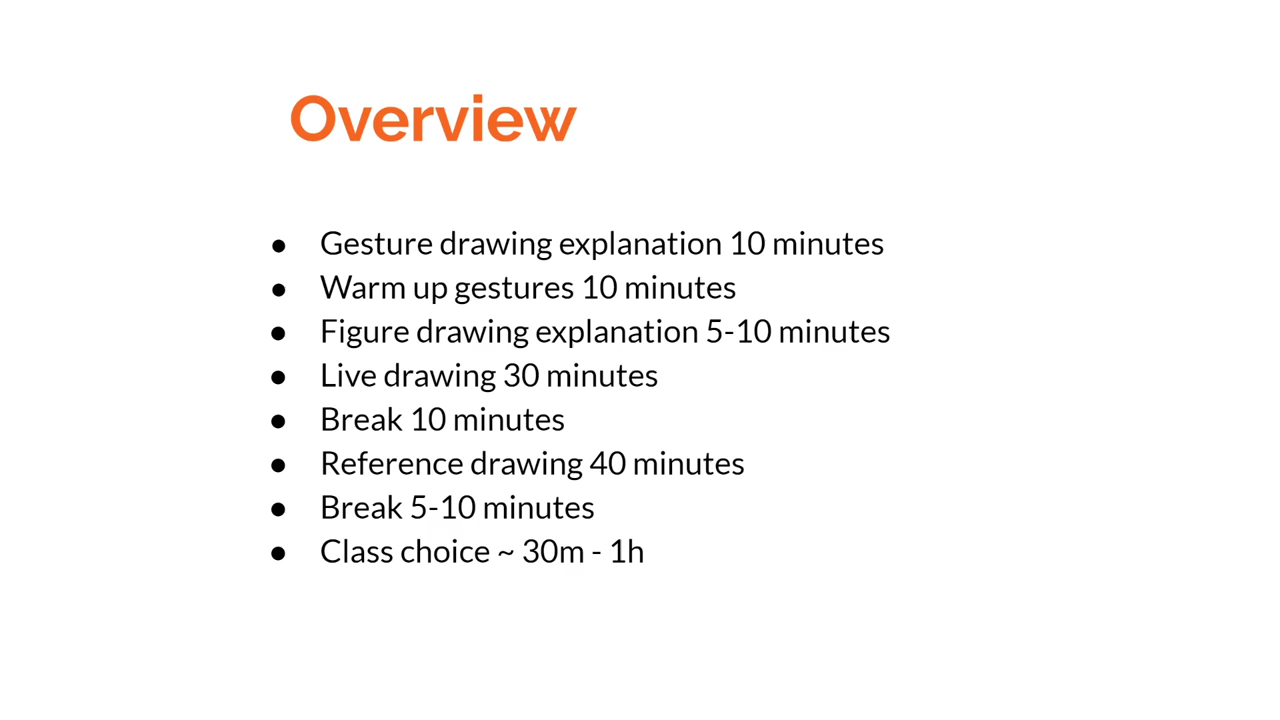 Overview
● Gesture drawing explanation 10 minutes
● Warm up gestures 10 minutes
● Figure drawing explanation 5-10 minutes
● Live drawing 30 minutes
● Break 10 minutes
● Reference drawing 40 minutes
● Break 5-10 minutes
● Class choice ~ 30m - 1h